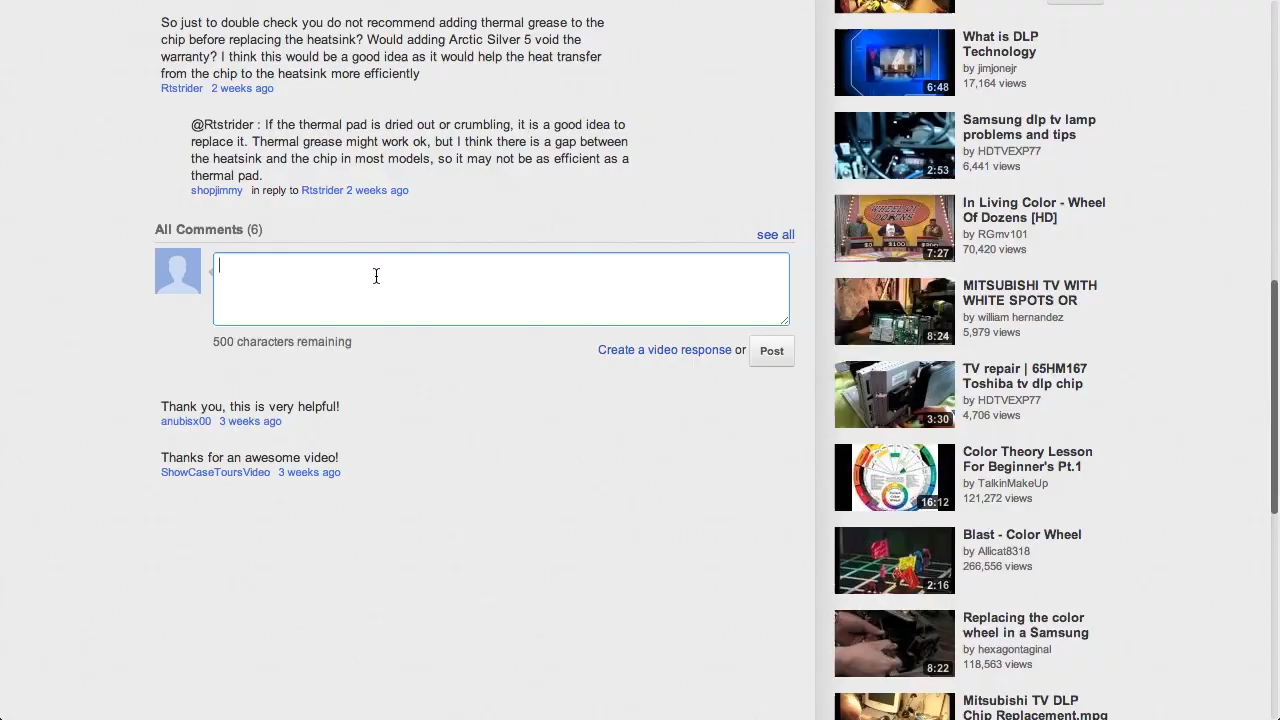 So just to double check you do not recommend adding thermal grease to the
chip before replacing the heatsink? Would adding Arctic Silver 5 void the
warranty? I think this would be a good idea as it would help the heat transfer
from the chip to the heatsink more efficiently
Rtstrider 2 weeks ago
@Rtstrider : If the thermal pad is dried out or crumbling, it is a good idea to
replace it. Thermal grease might work ok, but I think there is a gap between
the heatsink and the chip in most models, so it may not be as efficient as a
thermal pad.
shopjimmy in reply to Rtstrider 2 weeks ago
All Comments (6)
see all
500 characters remaining
Create a video response or Post
Thank you, this is very helpful!
anubisx00 3 weeks ago
Thanks for an awesome video!
ShowCaseToursVideo 3 weeks ago
What is DLP
Technology
by jimjonejr
17,164 views
6:48
Samsung dlp tv lamp
problems and tips
by HDTVEXP77
6,441 views
2:53
In Living Color - Wheel
Of Dozens [HD]
by RGmv101
70,420 views
WHEEL OF
DOZENS
$100
7:27
MITSUBISHI TV WITH
WHITE SPOTS OR
by william hernandez
5,979 views
8:24
TV repair | 65HM167
Toshiba tv dlp chip
by HDTVEXP77
4,706 views
3:30
Color Theory Lesson
For Beginner's Pt.1
by TalkinMakeUp
121,272 views
16:12
Blast - Color Wheel
by Allicat8318
266,556 views
2:16
Replacing the color
wheel in a Samsung
by hexagontaginal
118,563 views
8:22
Mitsubishi TV DLP
Chip Replacement.mpg